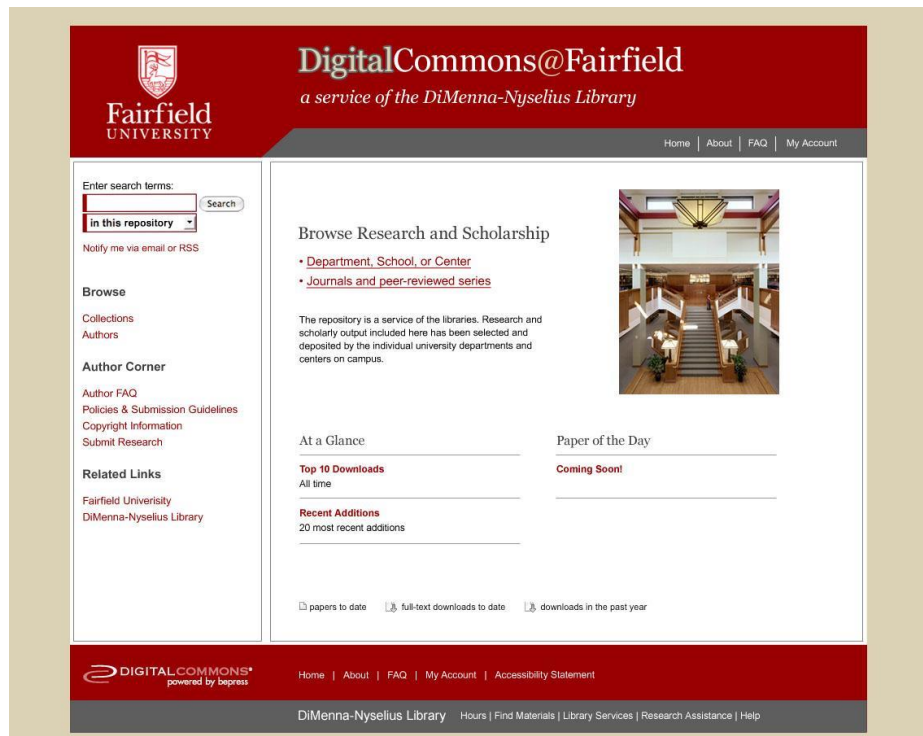 Fairfield
UNIVERSITY
DigitalCommons@Fairfield
a service of the DiMenna-Nyselius Library
Home | About | FAQ | My Account
Enter search terms:
Search
in this repository
Notify me via email or RSS
Browse
Collections
Authors
Author Corner
Author FAQ
Policies & Submission Guidelines
Copyright Information
Submit Research
Related Links
Fairfield Univerisity
DiMenna-Nyselius Library
Browse Research and Scholarship
• Department, School, or Center
• Journals and peer-reviewed series
The repository is a service of the libraries. Research and
scholarly output included here has been selected and
deposited by the individual university departments and
centers on campus.
At a Glance
Top 10 Downloads
All time
Recent Additions
20 most recent additions
Paper of the Day
Coming Soon!
papers to date
full-text downloads to date
downloads in the past year
DIGITALCOMMONS
powered by bepress
Home | About | FAQ | My Account | Accessibility Statement
DiMenna-Nyselius Library Hours | Find Materials | Library Services | Research Assistance | Help